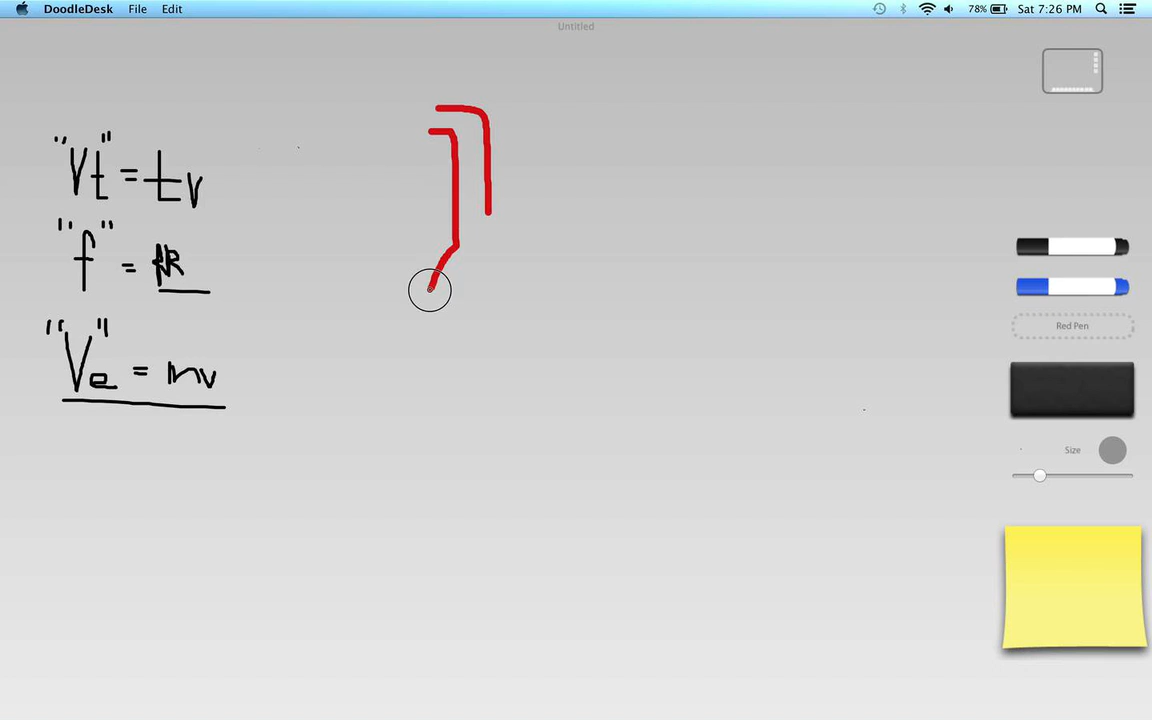 DoodleDesk File Edit 78% Sat 7:26 PM
Untitled
"Vt" = tv
"f" =
"Ve" = mv
Red Pen
Size